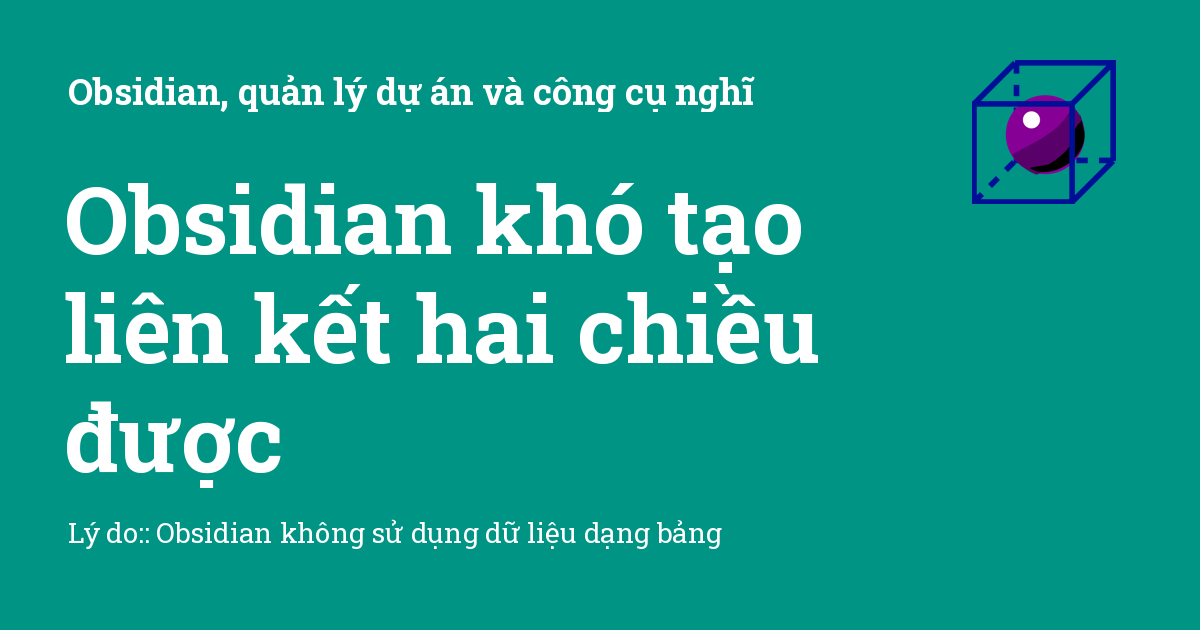 Obsidian, quản lý dự án và công cụ nghĩ
Obsidian khó tạo
liên kết hai chiều
được
Lý do:: Obsidian không sử dụng dữ liệu dạng bảng